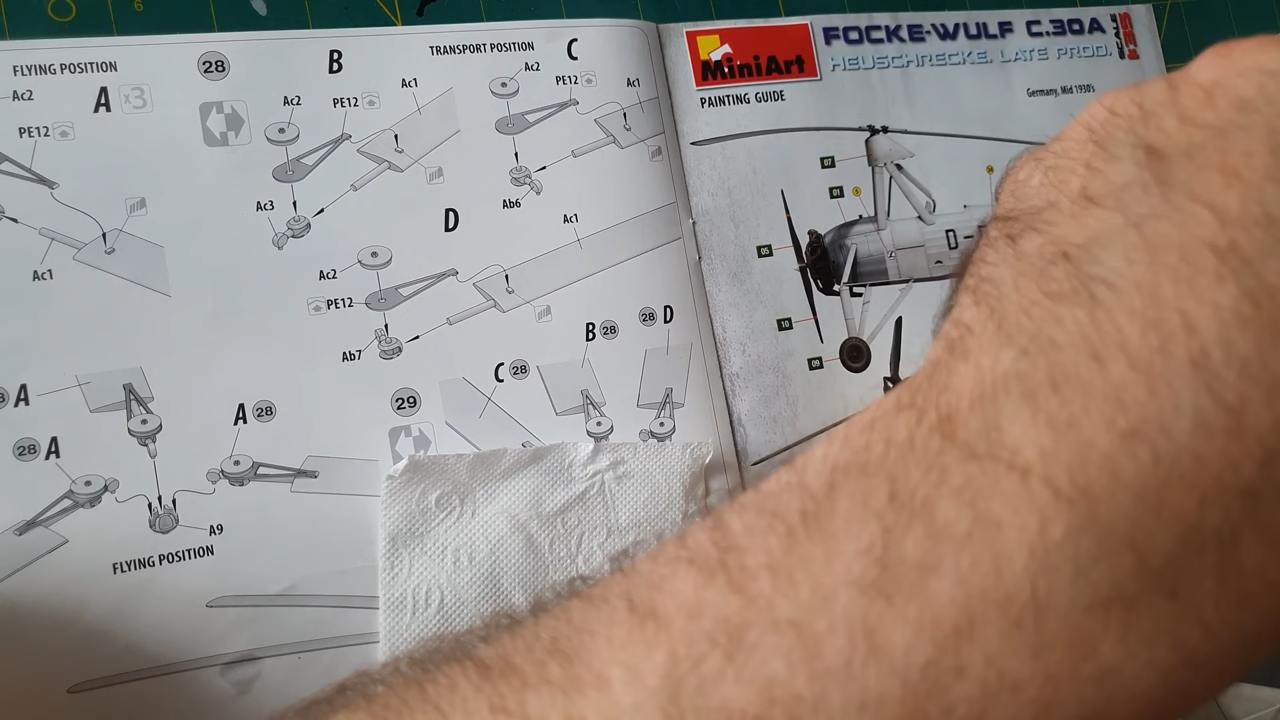 FLYING POSITION
Ac2
A x3
PE12
Ac1
28
B
TRANSPORT POSITION
C
Ac2
PE12
Ac1
Ac3
Ac2
PE12
Ac1
Ab6
D
Ac1
Ac2
PE12
Ab7
A
28 A
A 28
A9
FLYING POSITION
29
C 28
B 28
28 D
MiniArt
FOCKE-WULF C.30A
HEUSCHRECKE. LATE PROD.
SCALE
1:35
PAINTING GUIDE
Germany, Mid 1930's
07
01
5
05
D-
10
09